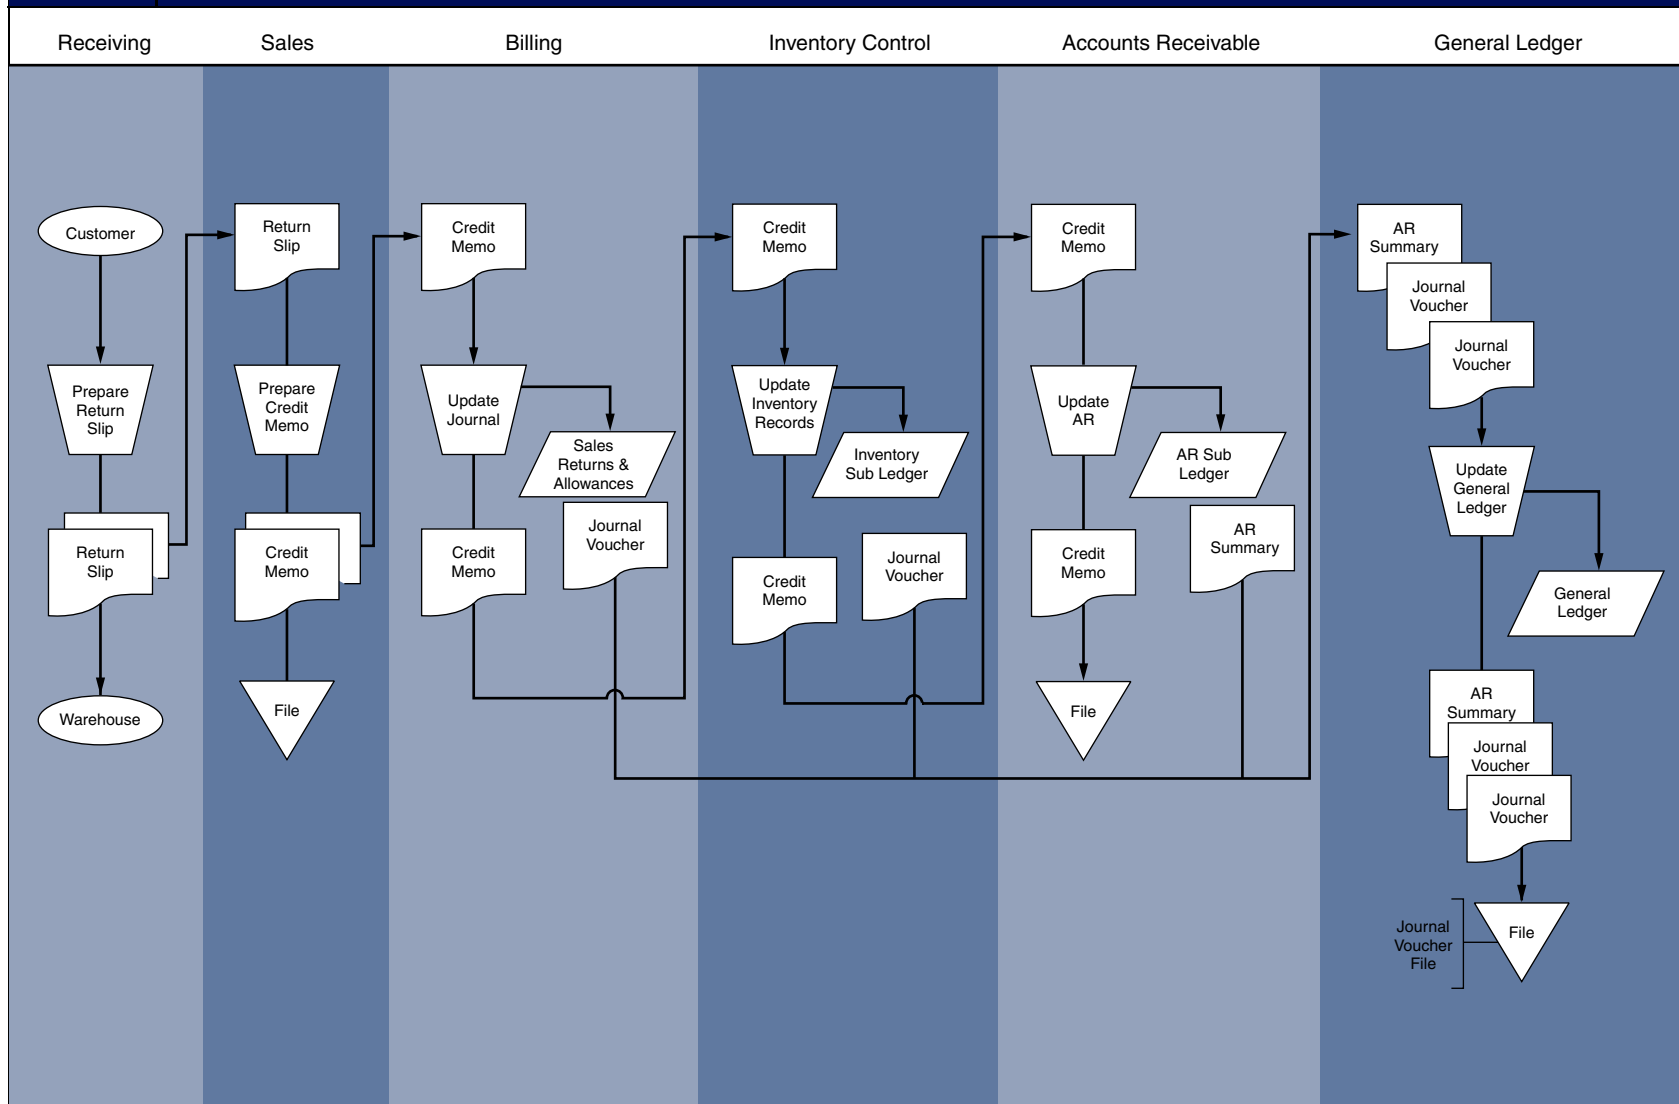 Receiving
Sales
Billing
Inventory Control
Accounts Receivable
General Ledger
Customer
Prepare
Return
Slip
Return
Slip
Warehouse
Return
Slip
Prepare
Credit
Memo
Credit
Memo
File
Credit
Memo
Update
Journal
Sales
Returns &
Allowances
Credit
Memo
Journal
Voucher
Credit
Memo
Update
Inventory
Records
Inventory
Sub Ledger
Credit
Memo
Journal
Voucher
Credit
Memo
Update
AR
AR Sub
Ledger
Credit
Memo
AR
Summary
File
AR
Summary
Journal
Voucher
Journal
Voucher
Update
General
Ledger
General
Ledger
AR
Summary
Journal
Voucher
Journal
Voucher
Journal
Voucher
File
File